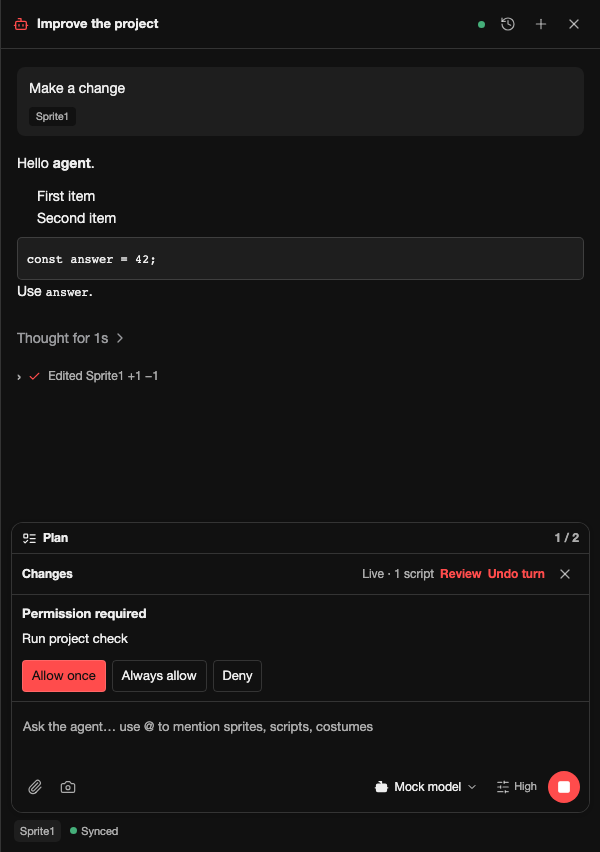 Improve the project
Make a change
Sprite1
Hello agent.
First item
Second item
const answer = 42;
Use answer.
Thought for 1s
Edited Sprite1 +1 −1
Plan 1 / 2
Changes Live · 1 script Review Undo turn
Permission required
Run project check
Allow once Always allow Deny
Ask the agent… use @ to mention sprites, scripts, costumes
Mock model High
Sprite1 Synced